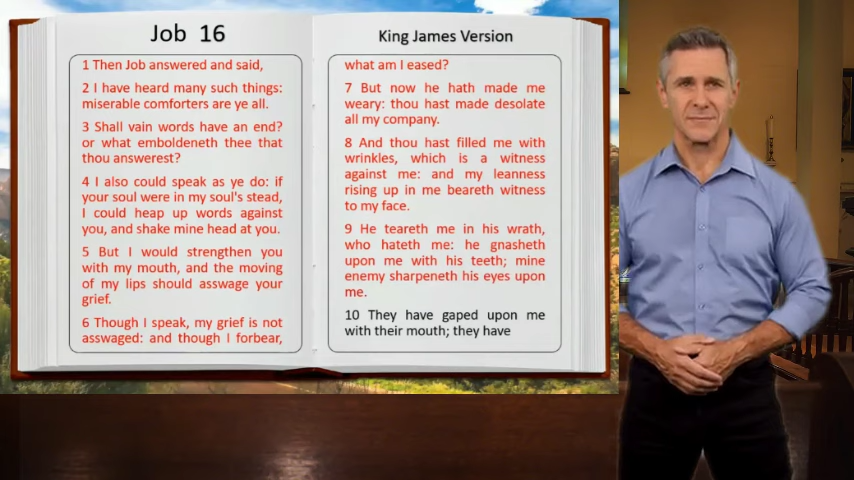 Job 16
1 Then Job answered and said,
2 I have heard many such things:
miserable comforters are ye all.
3 Shall vain words have an end?
or what emboldeneth thee that
thou answerest?
4 I also could speak as ye do: if
your soul were in my soul's stead,
I could heap up words against
you, and shake mine head at you.
5 But I would strengthen you
with my mouth, and the moving
of my lips should asswage your
grief.
6 Though I speak, my grief is not
asswaged: and though I forbear,
King James Version
what am I eased?
7 But now he hath made me
weary: thou hast made desolate
all my company.
8 And thou hast filled me with
wrinkles, which is a witness
against me: and my leanness
rising up in me beareth witness
to my face.
9 He teareth me in his wrath,
who hateth me: he gnasheth
upon me with his teeth; mine
enemy sharpeneth his eyes upon
me.
10 They have gaped upon me
with their mouth; they have